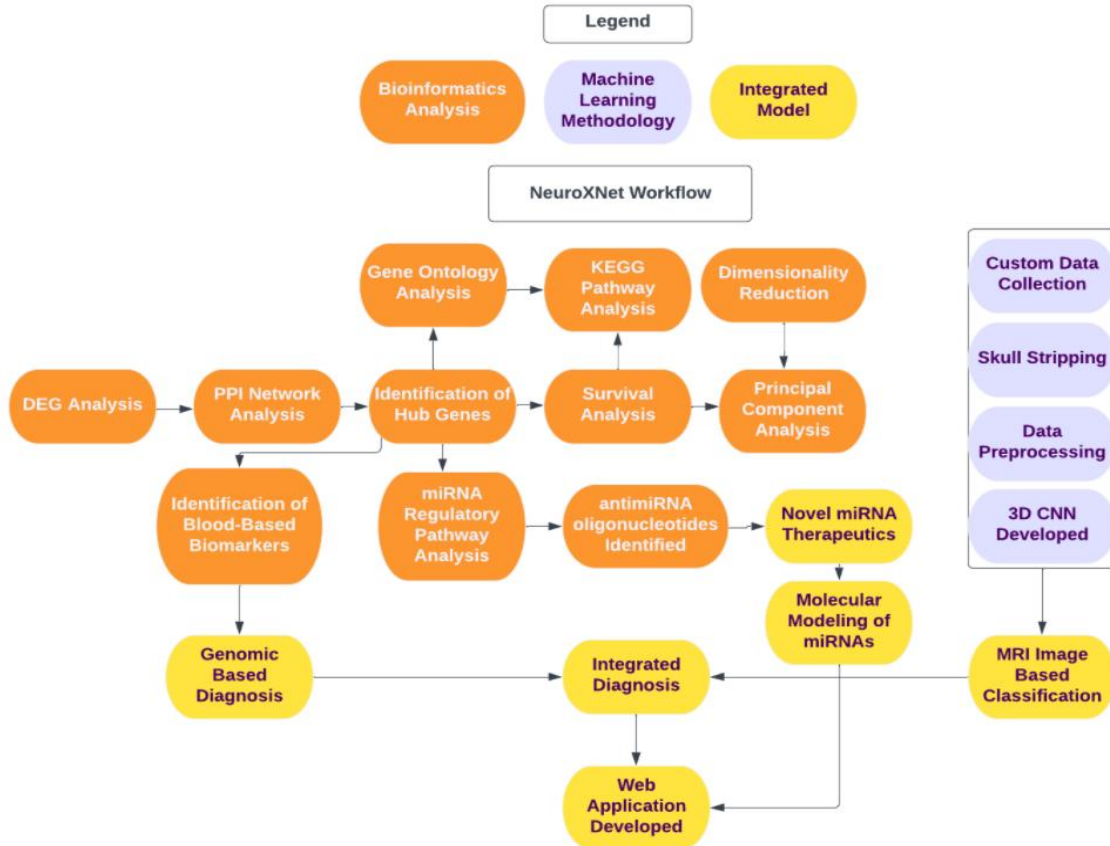 Legend
Bioinformatics
Analysis
Machine
Learning
Methodology
Integrated
Model
NeuroXNet Workflow
Gene Ontology
Analysis
KEGG
Pathway
Analysis
Dimensionality
Reduction
Custom Data
Collection
Skull Stripping
Data
Preprocessing
3D CNN
Developed
DEG Analysis
PPI Network
Analysis
Identification of
Hub Genes
Survival
Analysis
Principal
Component
Analysis
Identification of
Blood-Based
Biomarkers
miRNA
Regulatory
Pathway
Analysis
antimiRNA
oligonucleotides
Identified
Novel miRNA
Therapeutics
Molecular
Modeling of
miRNAs
Genomic
Based
Diagnosis
Integrated
Diagnosis
MRI Image
Based
Classification
Web
Application
Developed